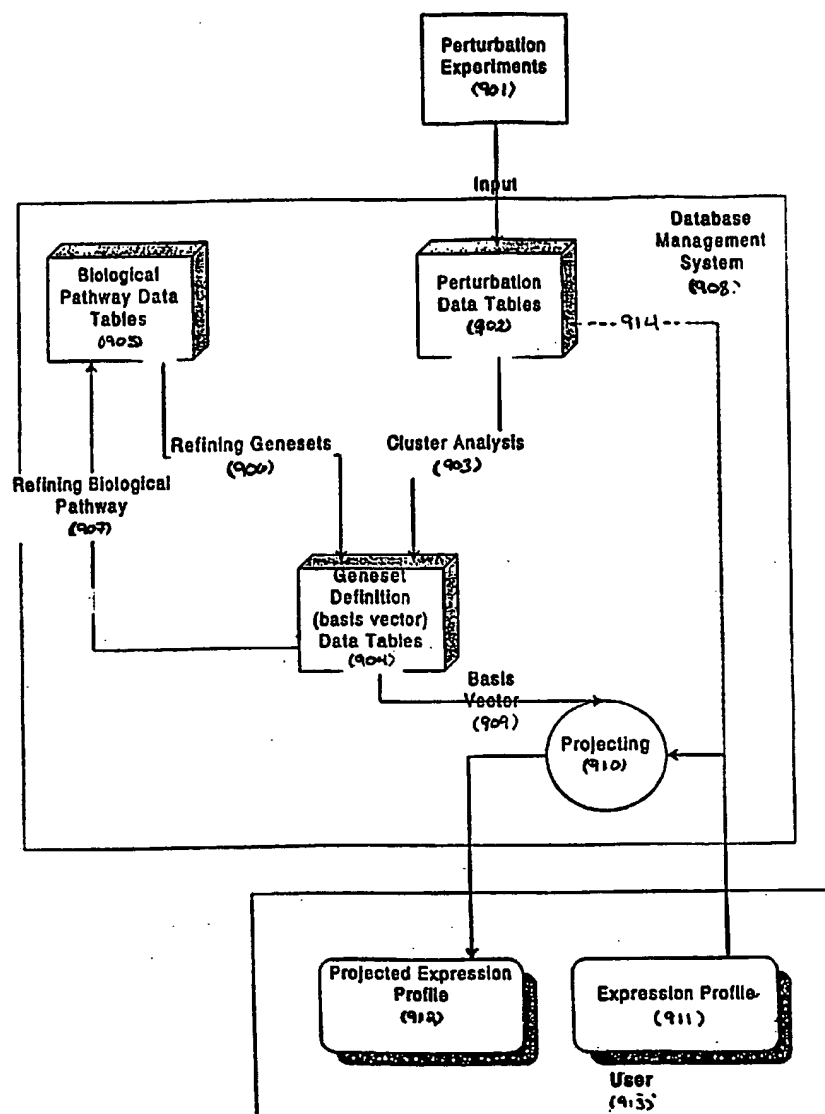 Perturbation
Experiments
(901)
Input
Database
Management
System
(908)
Biological
Pathway Data
Tables
(905)
Perturbation
Data Tables
(902)
914
Refining Genesets
(906)
Cluster Analysis
(903)
Refining Biological
Pathway
(907)
Geneset
Definition
(basis vector)
Data Tables
(904)
Basis
Vector
(909)
Projecting
(910)
Projected Expression
Profile
(912)
Expression Profile
(911)
User
(913)